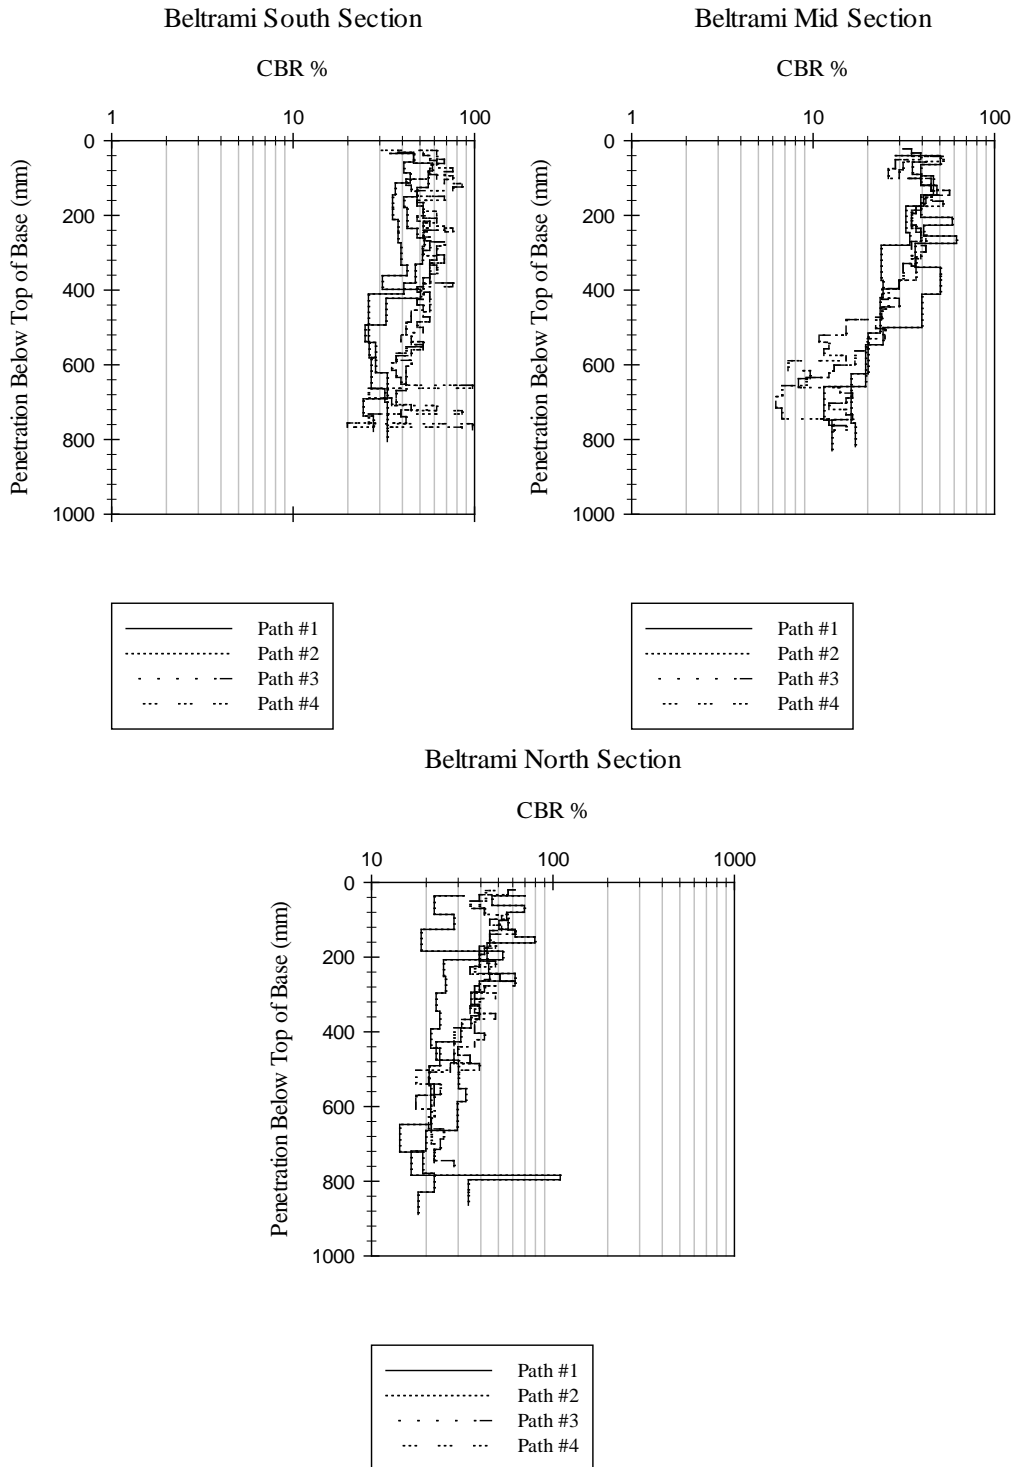 Beltrami South Section
CBR %
1 10 100
0
200
400
600
800
1000
Penetration Below Top of Base (mm)
Path #1
Path #2
Path #3
Path #4
Beltrami Mid Section
CBR %
1 10 100
0
200
400
600
800
1000
Penetration Below Top of Base (mm)
Path #1
Path #2
Path #3
Path #4
Beltrami North Section
CBR %
10 100 1000
0
200
400
600
800
1000
Penetration Below Top of Base (mm)
Path #1
Path #2
Path #3
Path #4